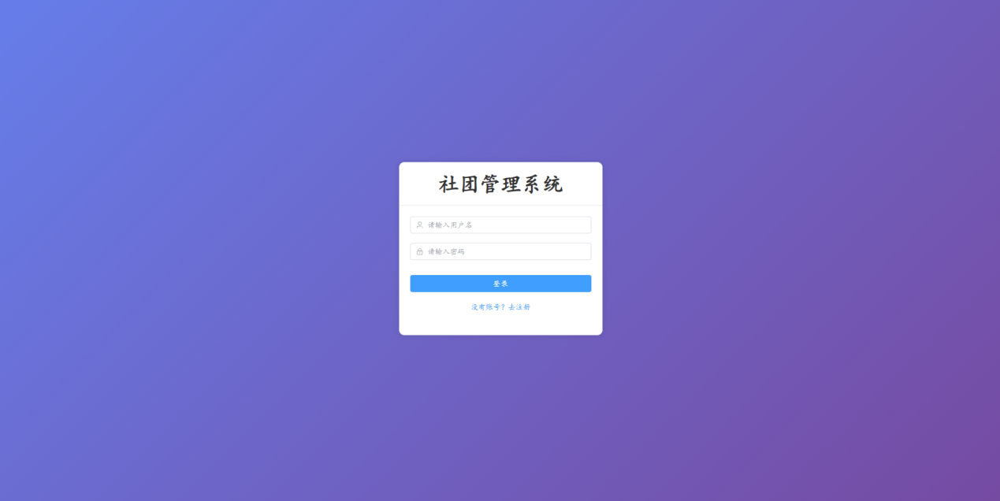 社团管理系统
请输入用户名
请输入密码
登录
没有账号？去注册